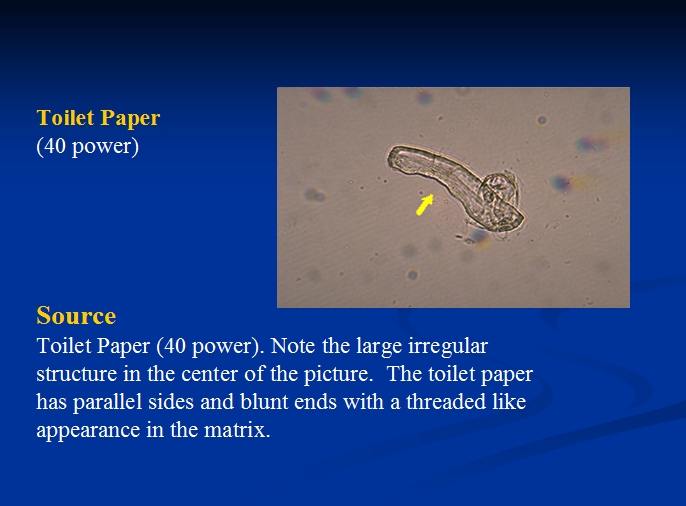 Toilet Paper
(40 power)
Source
Toilet Paper (40 power). Note the large irregular
structure in the center of the picture.  The toilet paper
has parallel sides and blunt ends with a threaded like
appearance in the matrix.